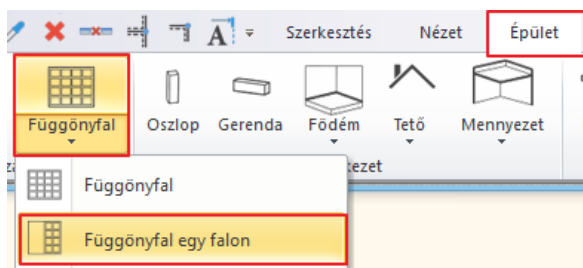 A
Szerkesztés Nézet Épület
Függönyfal Oszlop Gerenda Födém Tető Mennyezet
Függönyfal
Függönyfal egy falon